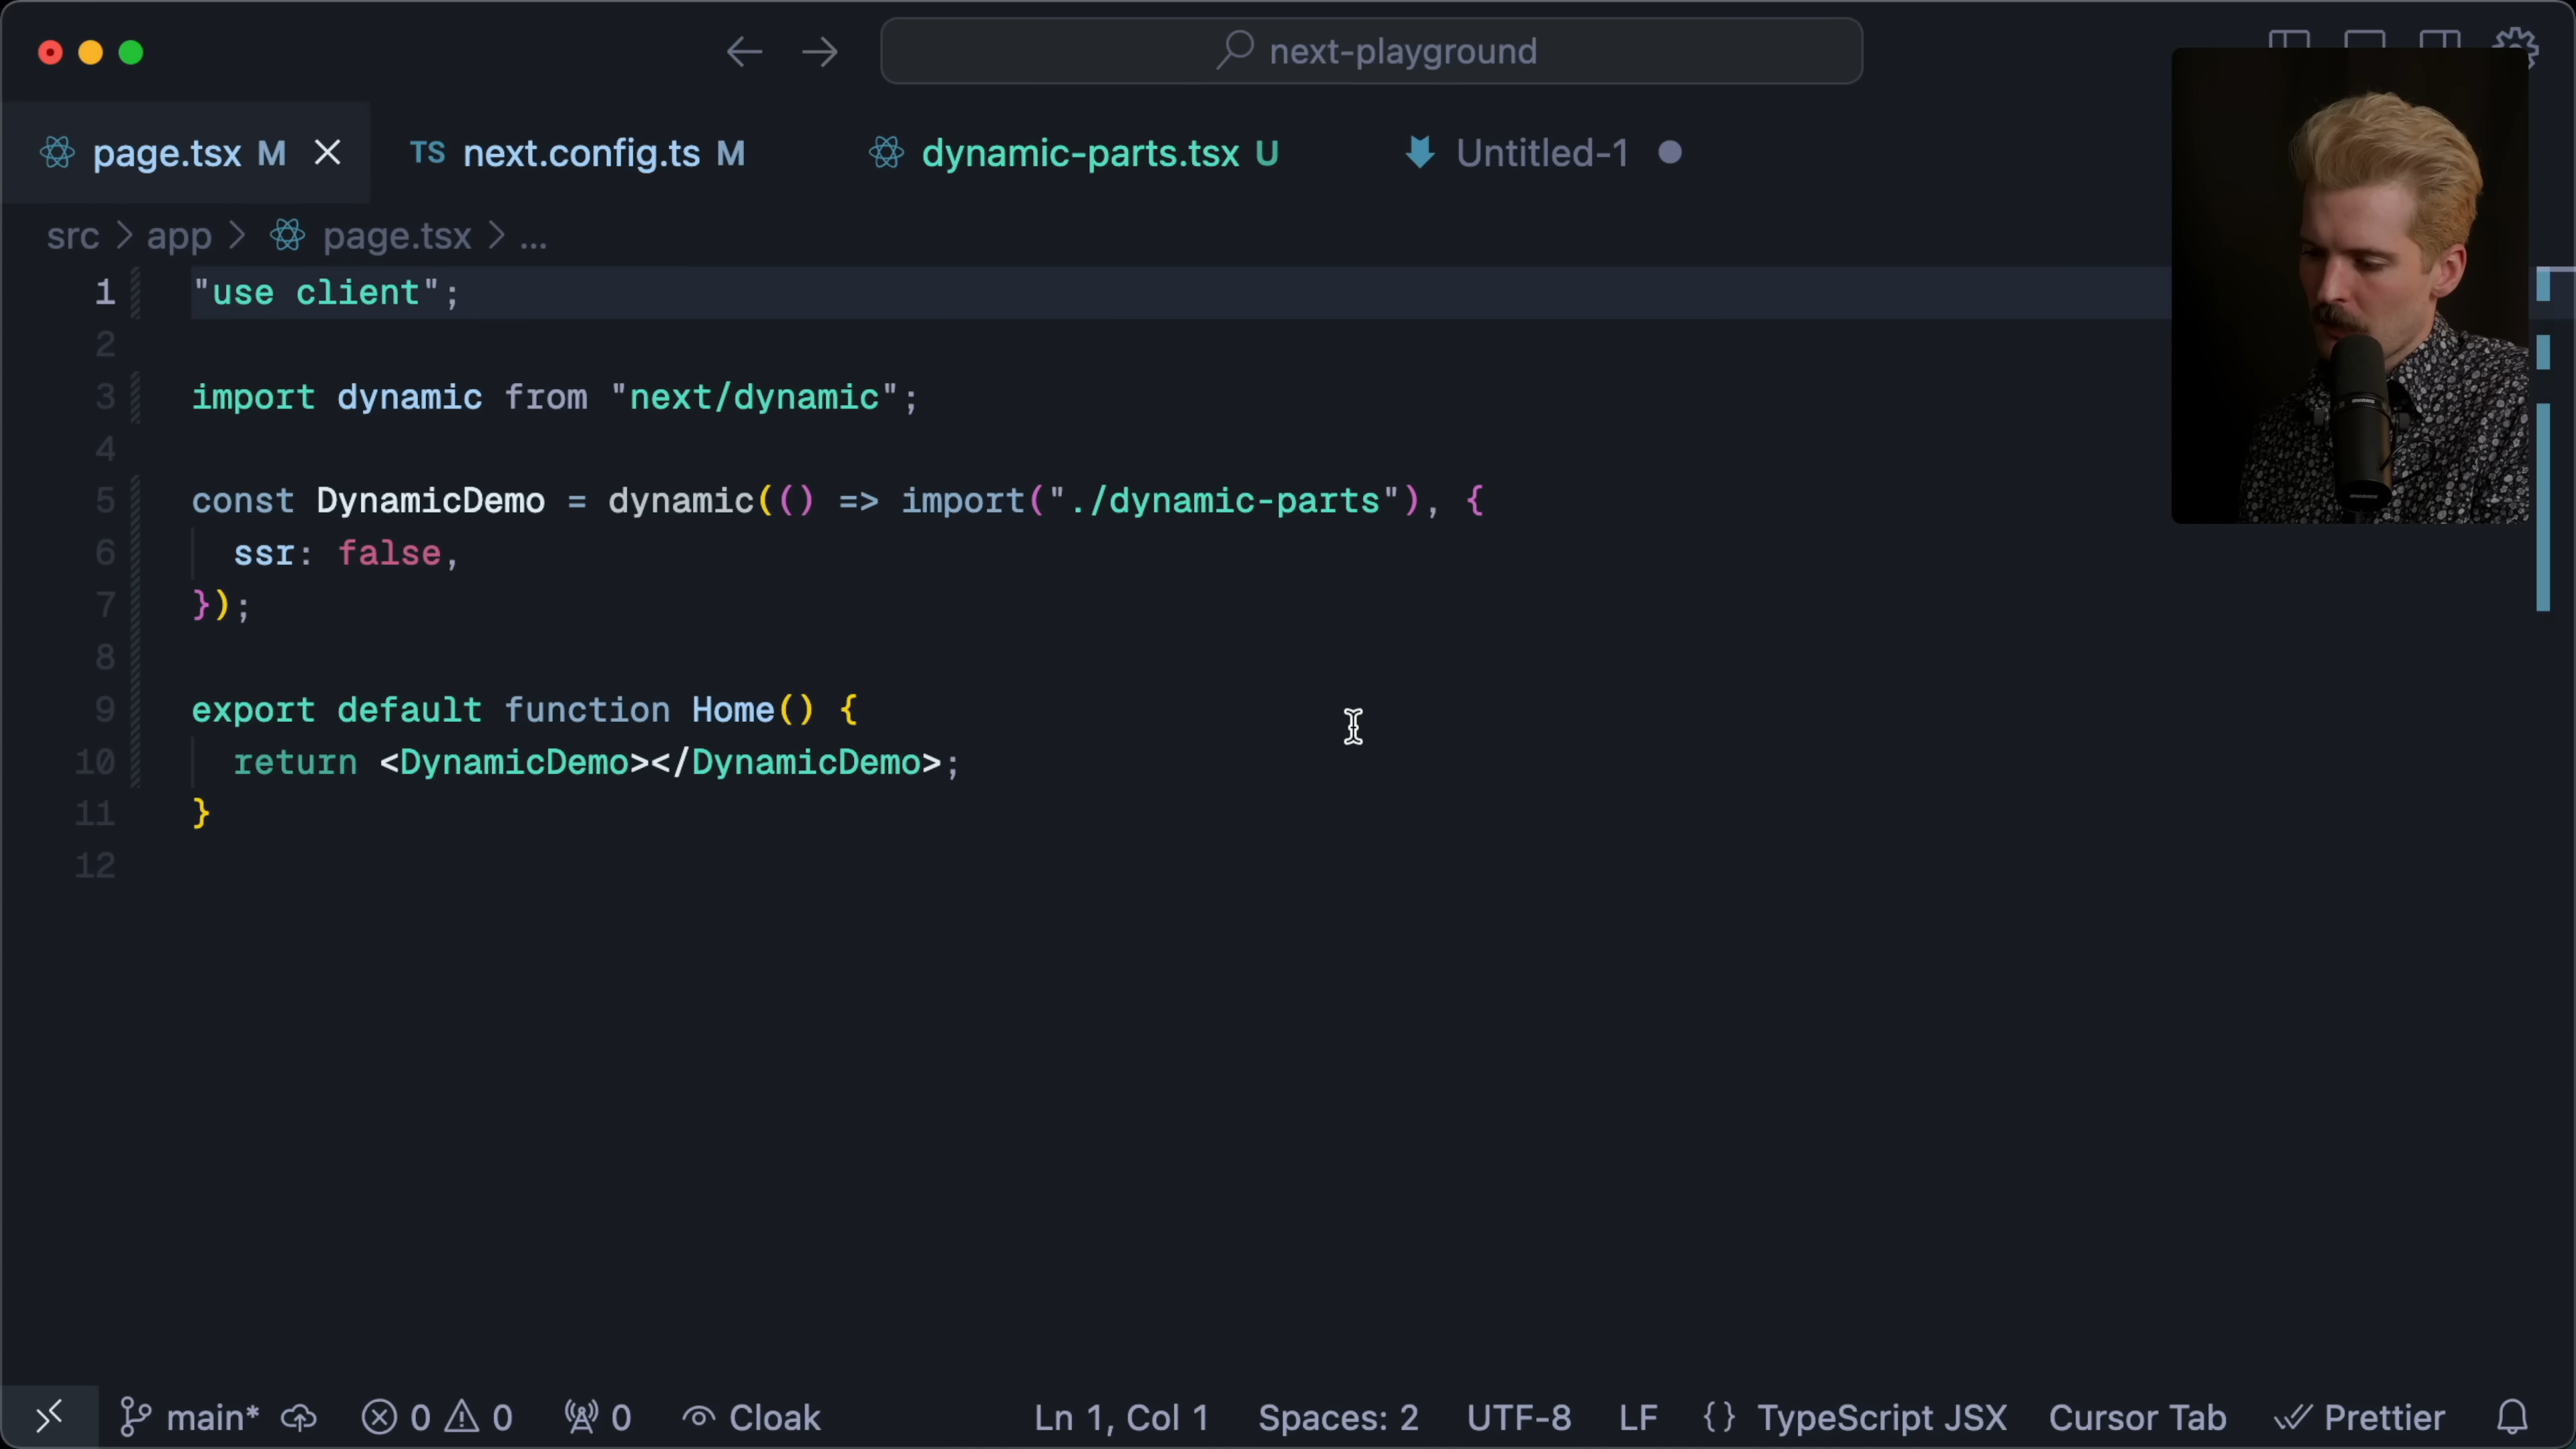 next-playground
page.tsx M
TS next.config.ts M
dynamic-parts.tsx U
Untitled-1
src > app > page.tsx > ...
1 "use client";
2
3 import dynamic from "next/dynamic";
4
5 const DynamicDemo = dynamic(() => import("./dynamic-parts"), {
6 ssr: false,
7 });
8
9 export default function Home() {
10 return <DynamicDemo></DynamicDemo>;
11 }
12
main* 0 0 0 Cloak Ln 1, Col 1 Spaces: 2 UTF-8 LF {} TypeScript JSX Cursor Tab Prettier